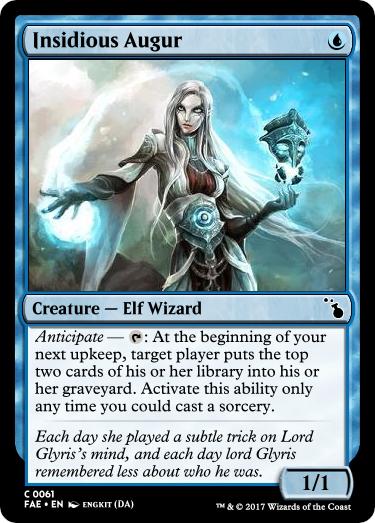 Insidious Augur
Creature — Elf Wizard
Anticipate — : At the beginning of your
next upkeep, target player puts the top
two cards of his or her library into his or
her graveyard. Activate this ability only
any time you could cast a sorcery.
Each day she played a subtle trick on Lord
Glyris's mind, and each day lord Glyris
remembered less about who he was.
1/1
C 0061
FAE • EN ENGKIT (DA)
™ & © 2017 Wizards of the Coast